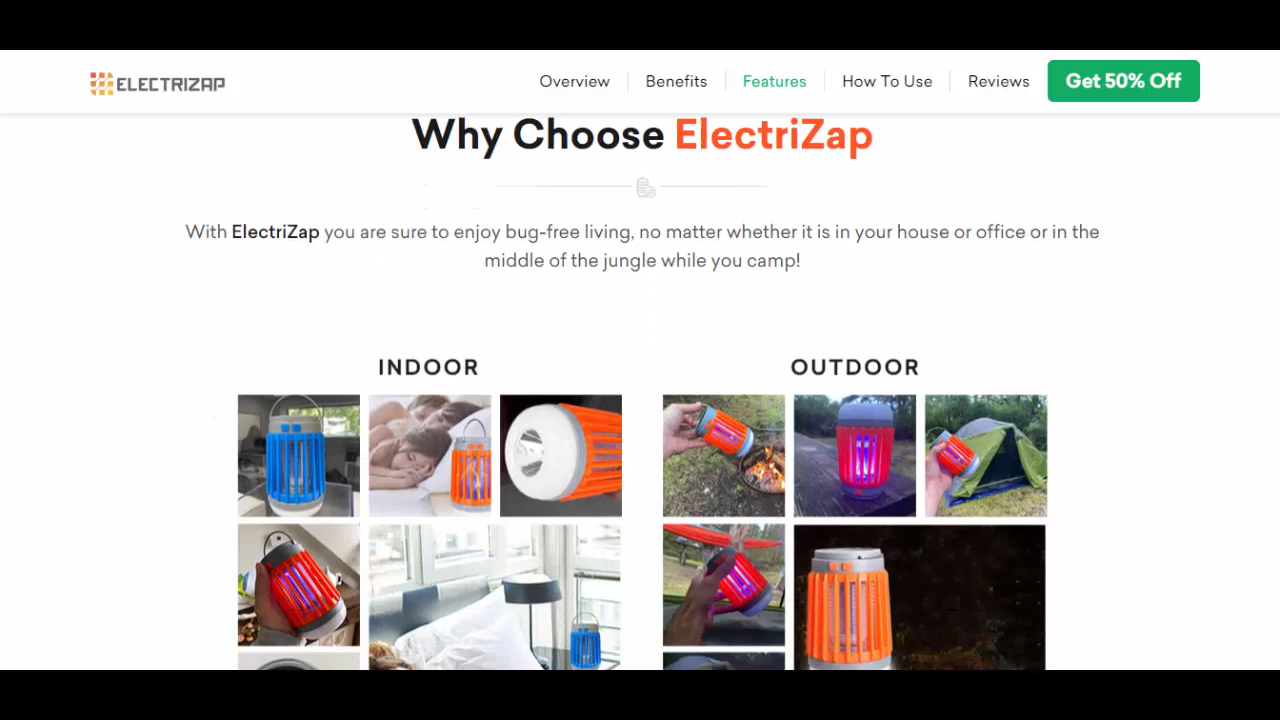 ELECTRIZAP
Overview
Benefits
Features
How To Use
Reviews
Get 50% Off
Why Choose ElectriZap
With ElectriZap you are sure to enjoy bug-free living, no matter whether it is in your house or office or in the
middle of the jungle while you camp!
INDOOR
OUTDOOR